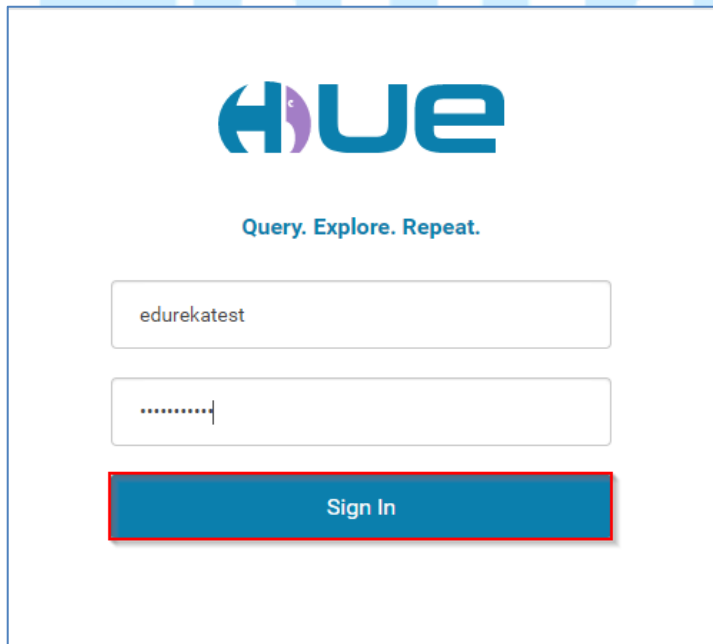 HUE
Query. Explore. Repeat.
edurekatest
•••••••••••
Sign In